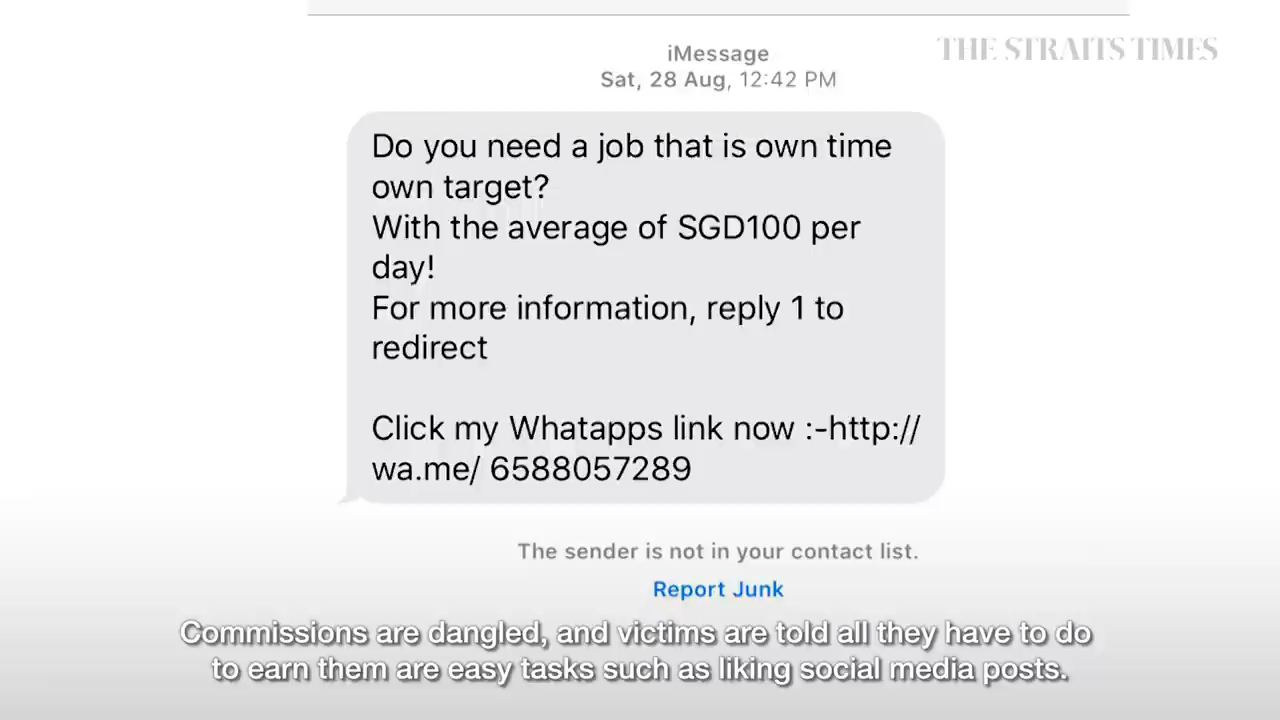 iMessage
THE STRAITS TIMES
Sat, 28 Aug, 12:42 PM
Do you need a job that is own time
own target?
With the average of SGD100 per
day!
For more information, reply 1 to
redirect
Click my Whatapps link now :-http://
wa.me/ 6588057289
The sender is not in your contact list.
Report Junk
Commissions are dangled, and victims are told all they have to do
to earn them are easy tasks such as liking social media posts.